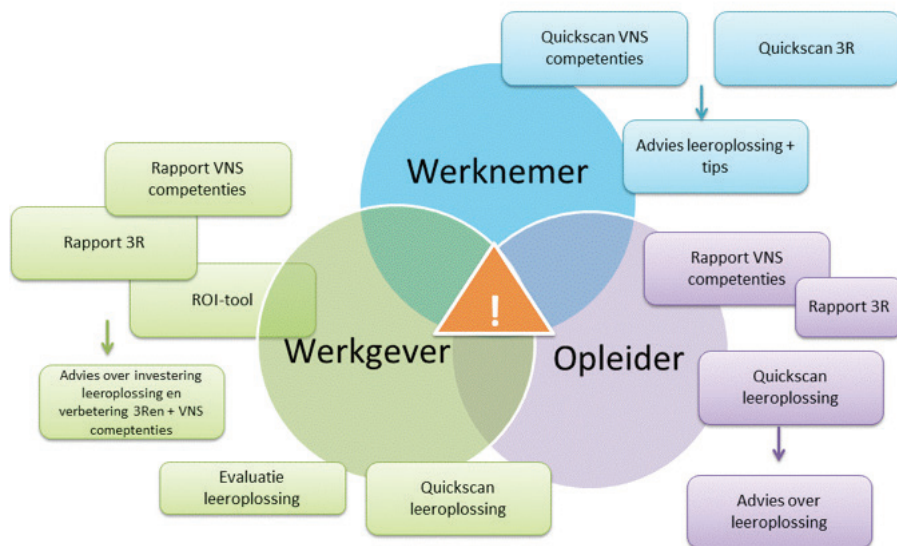 Quickscan VNS
competenties
Quickscan 3R
Advies leeroplossing +
tips
Werknemer
Rapport VNS
competenties
Rapport 3R
ROI-tool
Advies over investering
leeroplossing en
verbetering 3Ren + VNS
comeptenties
Werkgever
!
Opleider
Rapport VNS
competenties
Rapport 3R
Quickscan
leeroplossing
Advies over
leeroplossing
Evaluatie
leeroplossing
Quickscan
leeroplossing